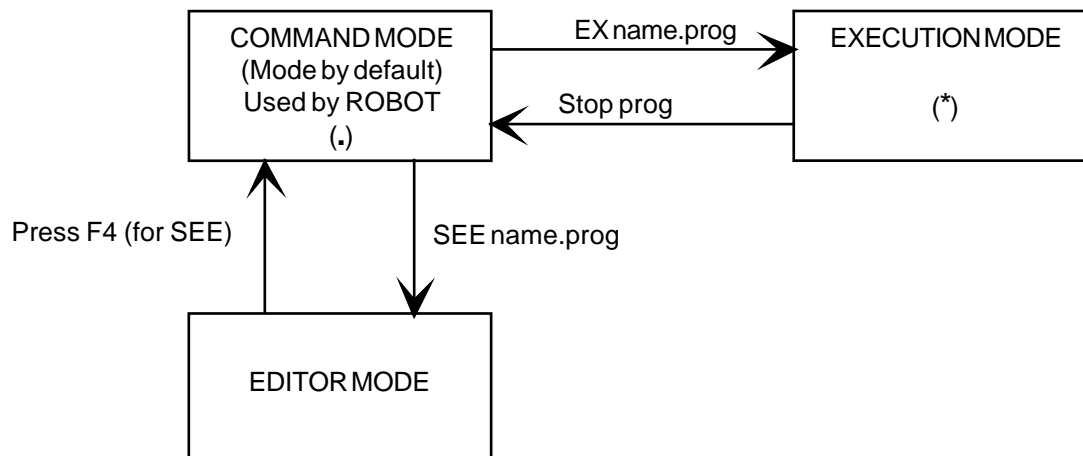 COMMAND MODE
(Mode by default)
Used by ROBOT
(.)
EX name.prog
Stop prog
EXECUTION MODE
(*)
Press F4 (for SEE)
SEE name.prog
EDITOR MODE